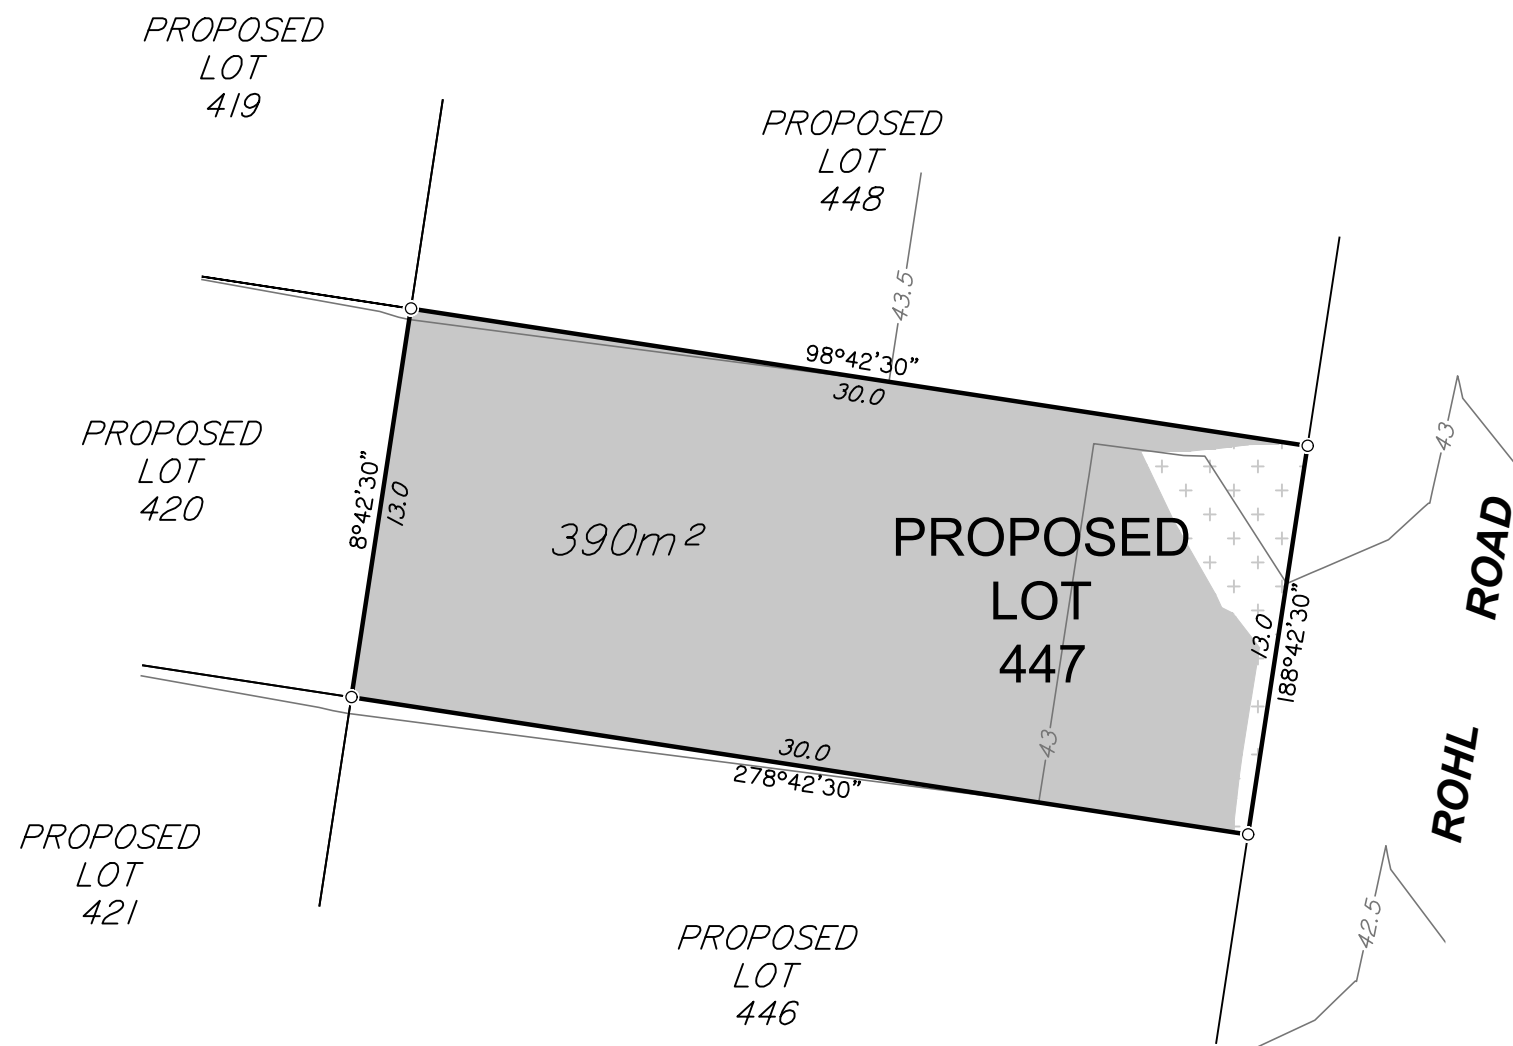 PROPOSED
LOT
419
PROPOSED
LOT
448
43.5
98°42'30"
30.0
43
PROPOSED
LOT
420
8°42'30"
13.0
390m²
PROPOSED
LOT
447
13.0
188°42'30"
ROHL ROAD
43
30.0
278°42'30"
PROPOSED
LOT
421
42.5
PROPOSED
LOT
446